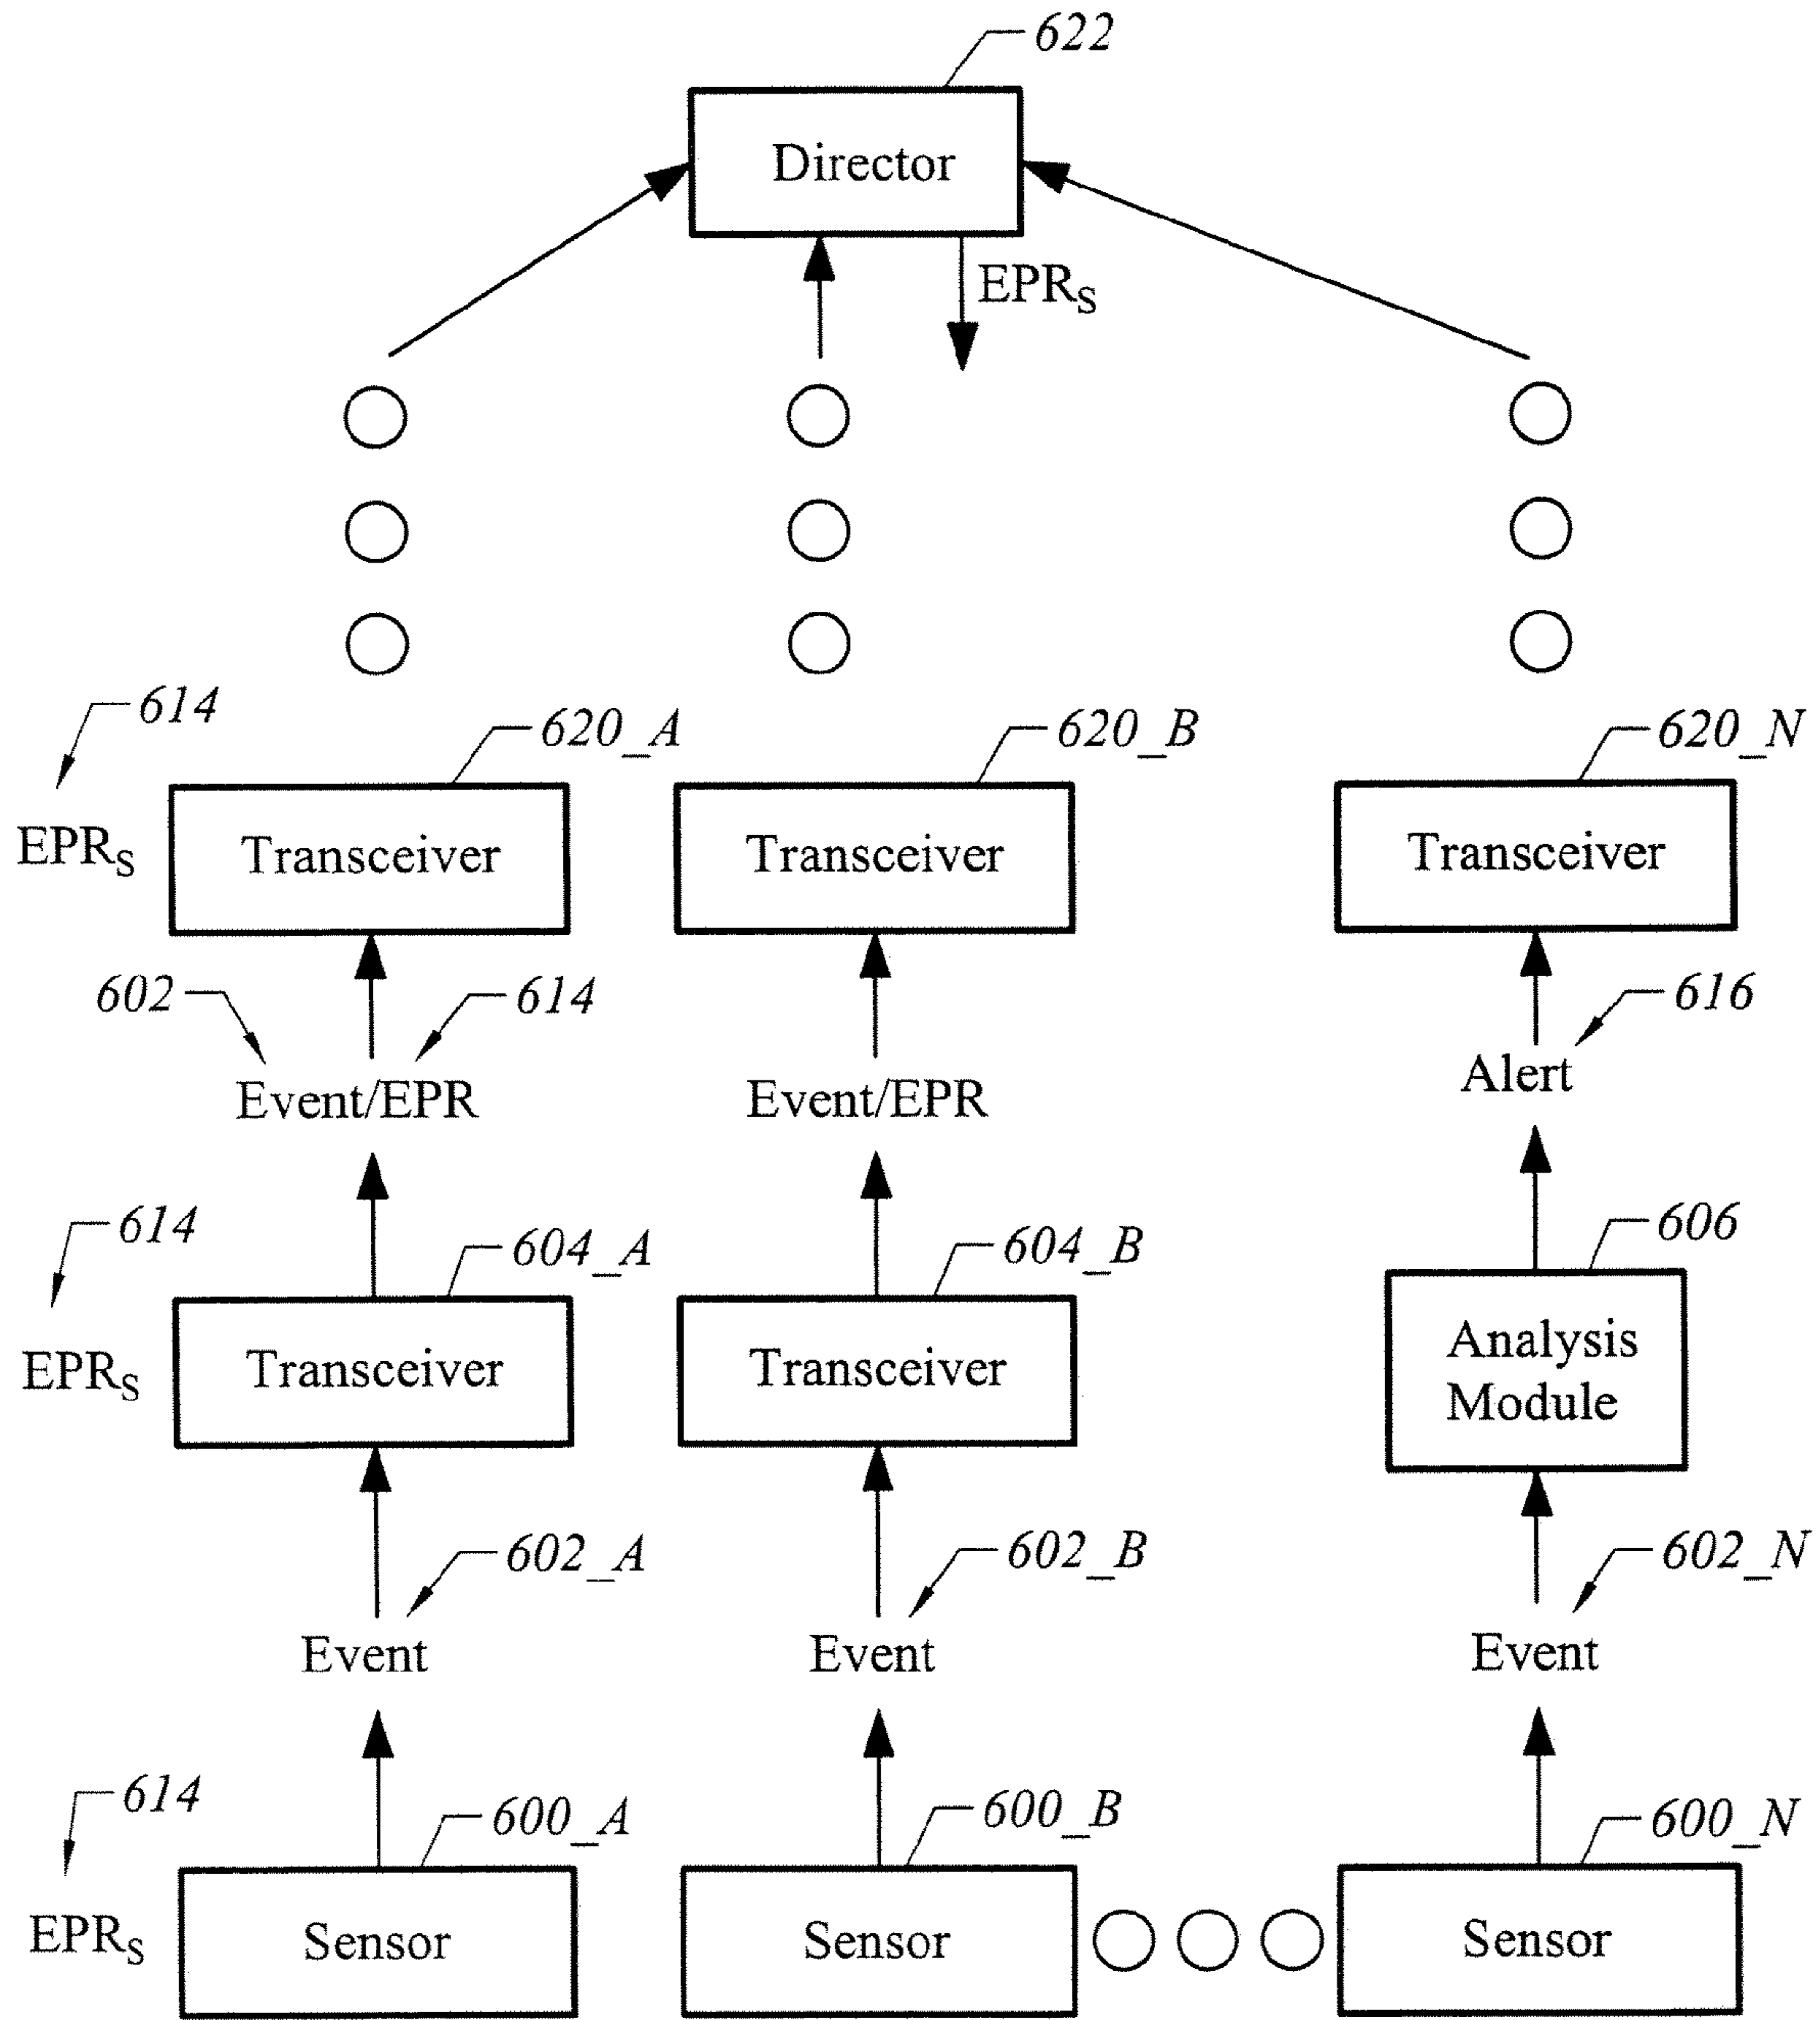 622
Director
EPRS
614
620_A
620_B
620_N
EPRS
Transceiver
Transceiver
Transceiver
602
614
616
Event/EPR
Event/EPR
Alert
614
604_A
604_B
606
EPRS
Transceiver
Transceiver
Analysis
Module
602_A
602_B
602_N
Event
Event
Event
614
600_A
600_B
600_N
EPRS
Sensor
Sensor
Sensor